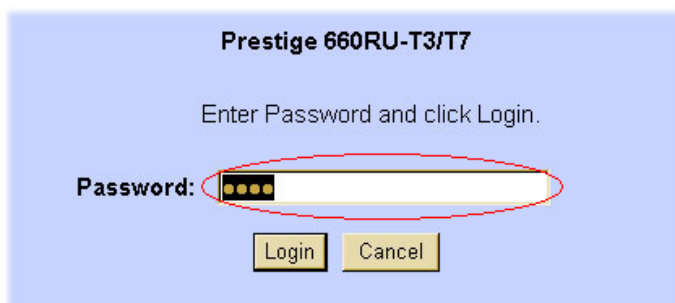 Prestige 660RU-T3/T7
Enter Password and click Login.
Password: ●●●●
Login Cancel